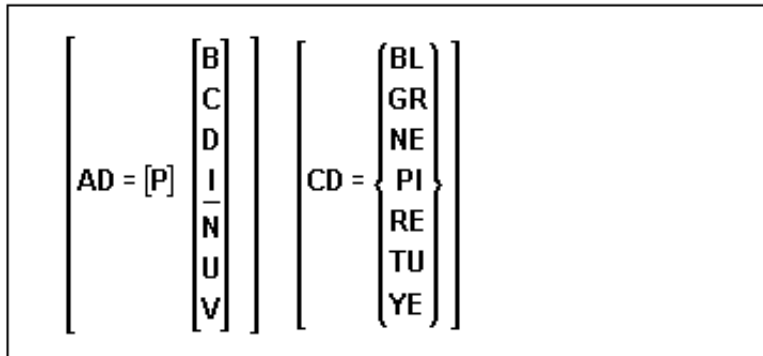 B BL
C GR
D NE
AD = [P] I CD = PI
N RE
U TU
V YE